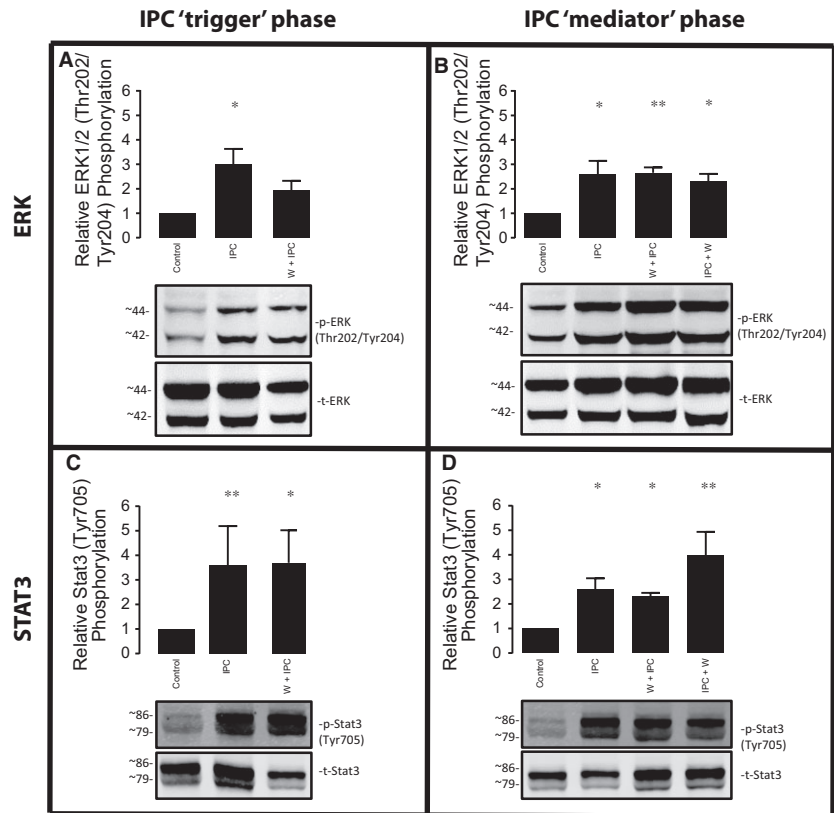 IPC 'trigger' phase
IPC 'mediator' phase
ERK
STAT3
A
Relative ERK1/2 (Thr202/
Tyr204) Phosphorylation
6
5
4
3
2
1
0
*
Control
IPC
W + IPC
~44-
~42-
-p-ERK
(Thr202/Tyr204)
~44-
~42-
-t-ERK
B
Relative ERK1/2 (Thr202/
Tyr204) Phosphorylation
6
5
4
3
2
1
0
*
**
*
Control
IPC
W + IPC
IPC + W
~44-
~42-
-p-ERK
(Thr202/Tyr204)
~44-
~42-
-t-ERK
C
Relative Stat3 (Tyr705)
Phosphorylation
6
5
4
3
2
1
0
**
*
Control
IPC
W + IPC
~86-
~79-
-p-Stat3
(Tyr705)
~86-
~79-
-t-Stat3
D
Relative Stat3 (Tyr705)
Phosphorylation
6
5
4
3
2
1
0
*
*
**
Control
IPC
W + IPC
IPC + W
~86-
~79-
-p-Stat3
(Tyr705)
~86-
~79-
-t-Stat3